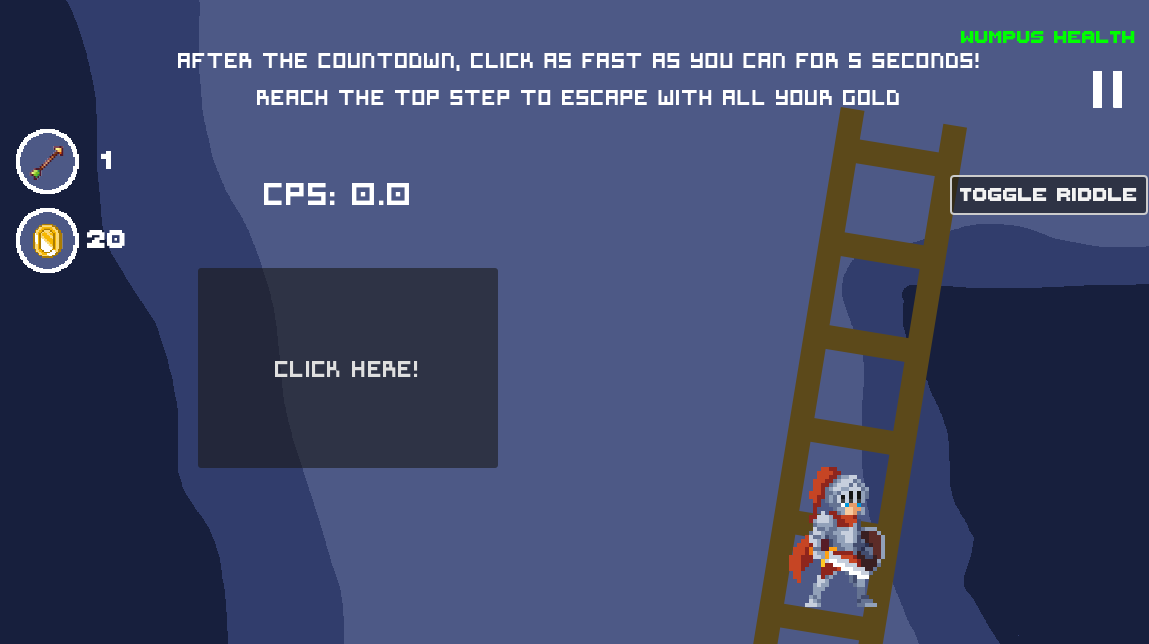 WUMPUS HEALTH
AFTER THE COUNTDOWN, CLICK AS FAST AS YOU CAN FOR 5 SECONDS!
REACH THE TOP STEP TO ESCAPE WITH ALL YOUR GOLD
1
CPS: 0.0
TOGGLE RIDDLE
20
CLICK HERE!